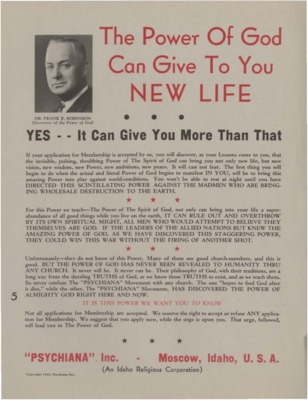 The Power Of God
Can Give To You
NEW LIFE
DR. FRANK B. ROBINSON
Discoverer of the Power of God
YES - - It Can Give You More Than That
If your application for Membership is accepted by us, you will discover, as your Lessons come to you, that
the invisible, pulsing, throbbing Power of The Spirit of God can bring you not only new life, but new
vision, new wisdom, new Power, new ambitions, new peace. It will cast out fear. The first thing you will
begin to do when the actual and literal Power of God begins to manifest IN YOU, will be to bring this
amazing Power into play against world-conditions. You won't be able to rest at night until you have
DIRECTED THIS SCINTILLATING POWER AGAINST THE MADMEN WHO ARE BRING-
ING WHOLESALE DESTRUCTION TO THE EARTH.
For this Power we teach—The Power of The Spirit of God, not only can bring into your life a super-
abundance of all good things while you live on the earth, IT CAN RULE OUT AND OVERTHROW
BY ITS OWN SPIRITUAL MIGHT, ALL MEN WHO WOULD ATTEMPT TO BELIEVE THEY
THEMSELVES ARE GOD. IF THE LEADERS OF THE ALLIED NATIONS BUT KNEW THE
AMAZING POWER OF GOD, AS WE HAVE DISCOVERED THIS STAGGERING POWER,
THEY COULD WIN THIS WAR WITHOUT THE FIRING OF ANOTHER SHOT.
Unfortunately—they do not know of this Power. Many of them are good church-members, and this is
good. BUT THE POWER OF GOD HAS NEVER BEEN REVEALED TO HUMANITY THRU
ANY CHURCH. It never will be. It never can be. Their philosophy of God, with their traditions, are a
long way from the dazzling TRUTHS of God, as we know those TRUTHS to exist, and as we teach them.
So never confuse The "PSYCHIANA" Movement with any church. The one "hopes to find God after
it dies," while the other, The "PSYCHIANA" Movement, HAS DISCOVERED THE POWER OF
ALMIGHTY GOD RIGHT HERE AND NOW.
5
IT IS THIS POWER WE WANT YOU TO KNOW
Not all applications for Membership are accepted. We reserve the right to accept or refuse ANY applica-
tion for Membership. We suggest that you apply now, while the urge is upon you. That urge, followed,
will lead you to The Power of God.
"PSYCHIANA" Inc. - Moscow, Idaho, U. S. A.
(An Idaho Religious Corporation)
Psychiana, Inc.